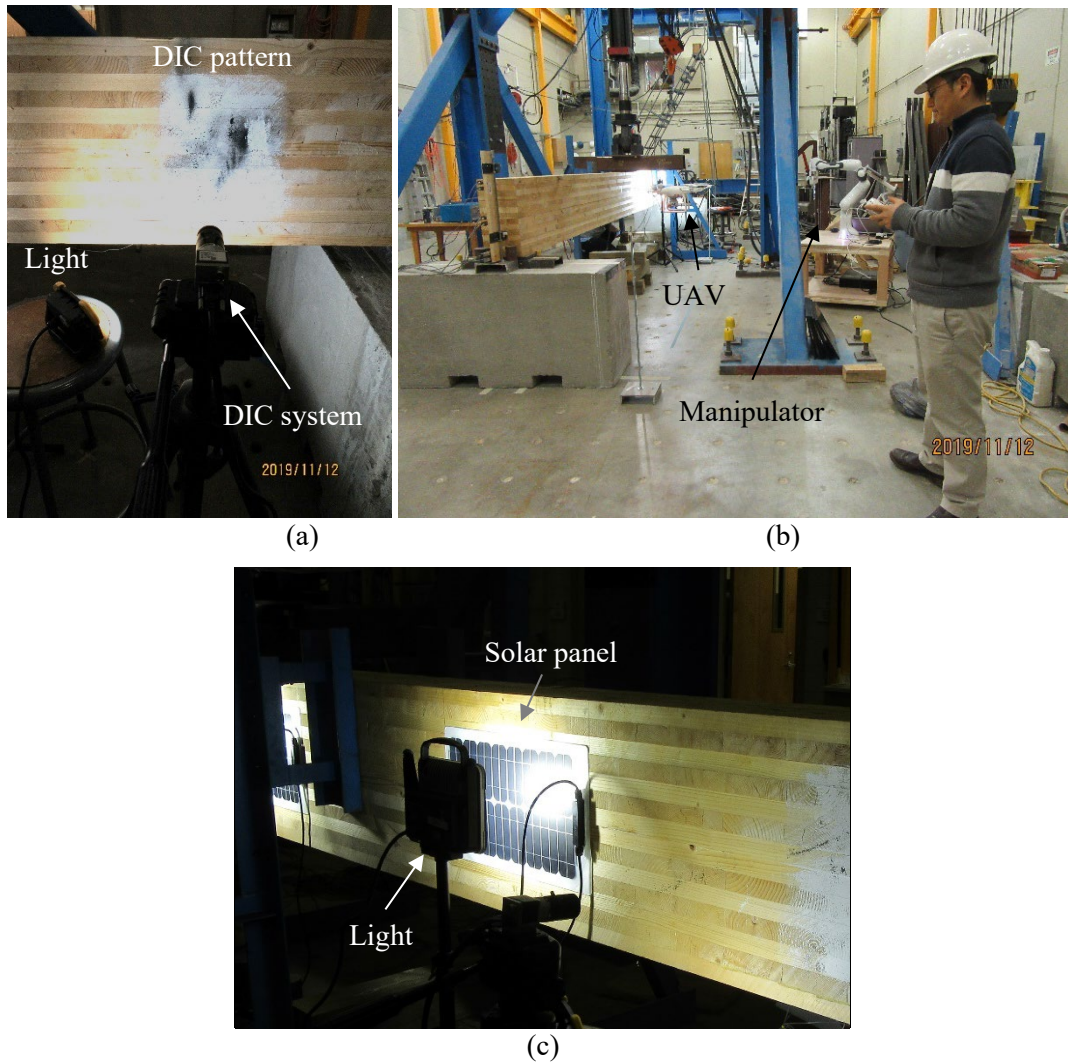 DIC pattern
Light
DIC system
2019/11/12
(a)
UAV
Manipulator
2019/11/12
(b)
Solar panel
Light
(c)